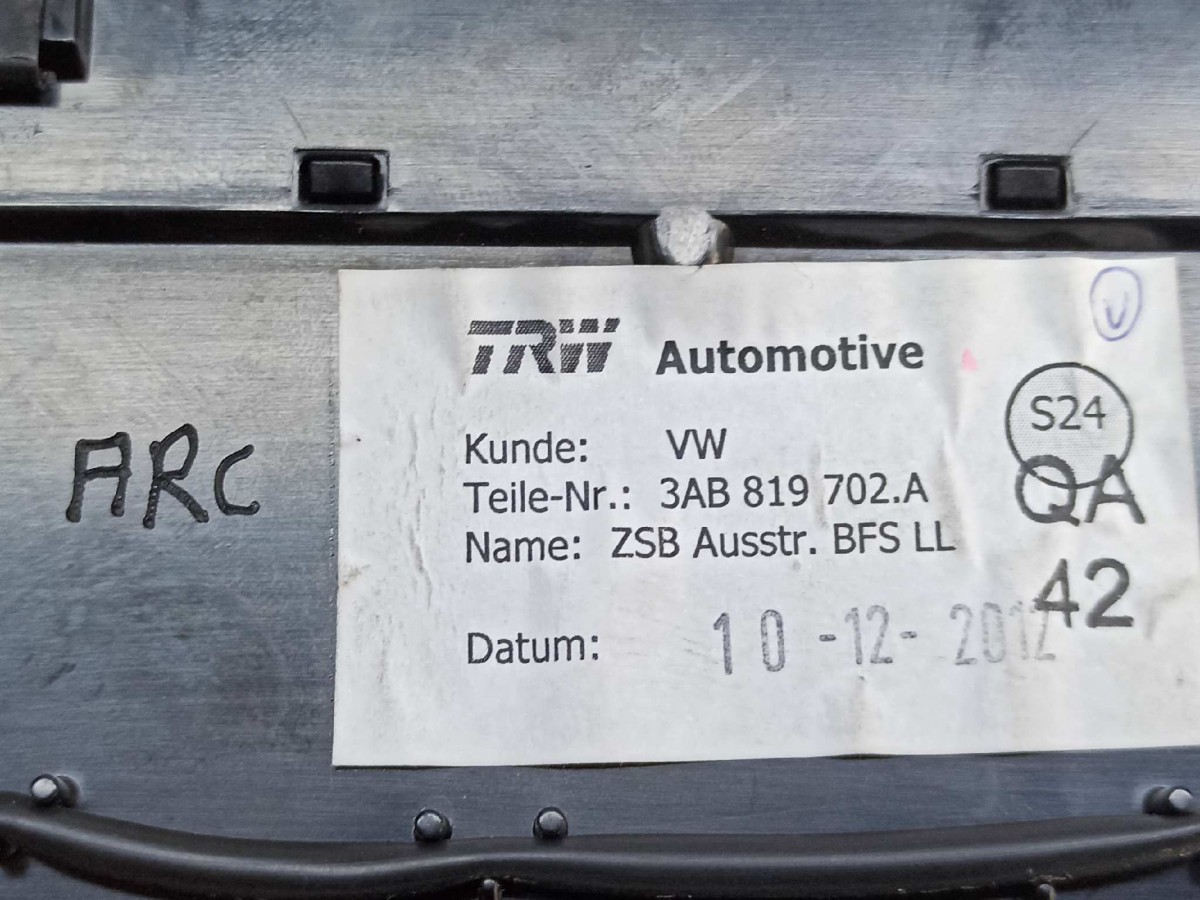 V
TRW Automotive
S24
Kunde: VW
QA
ARC
Teile-Nr.: 3AB 819 702.A
Name: ZSB Ausstr. BFS LL
42
Datum: 10-12-2012